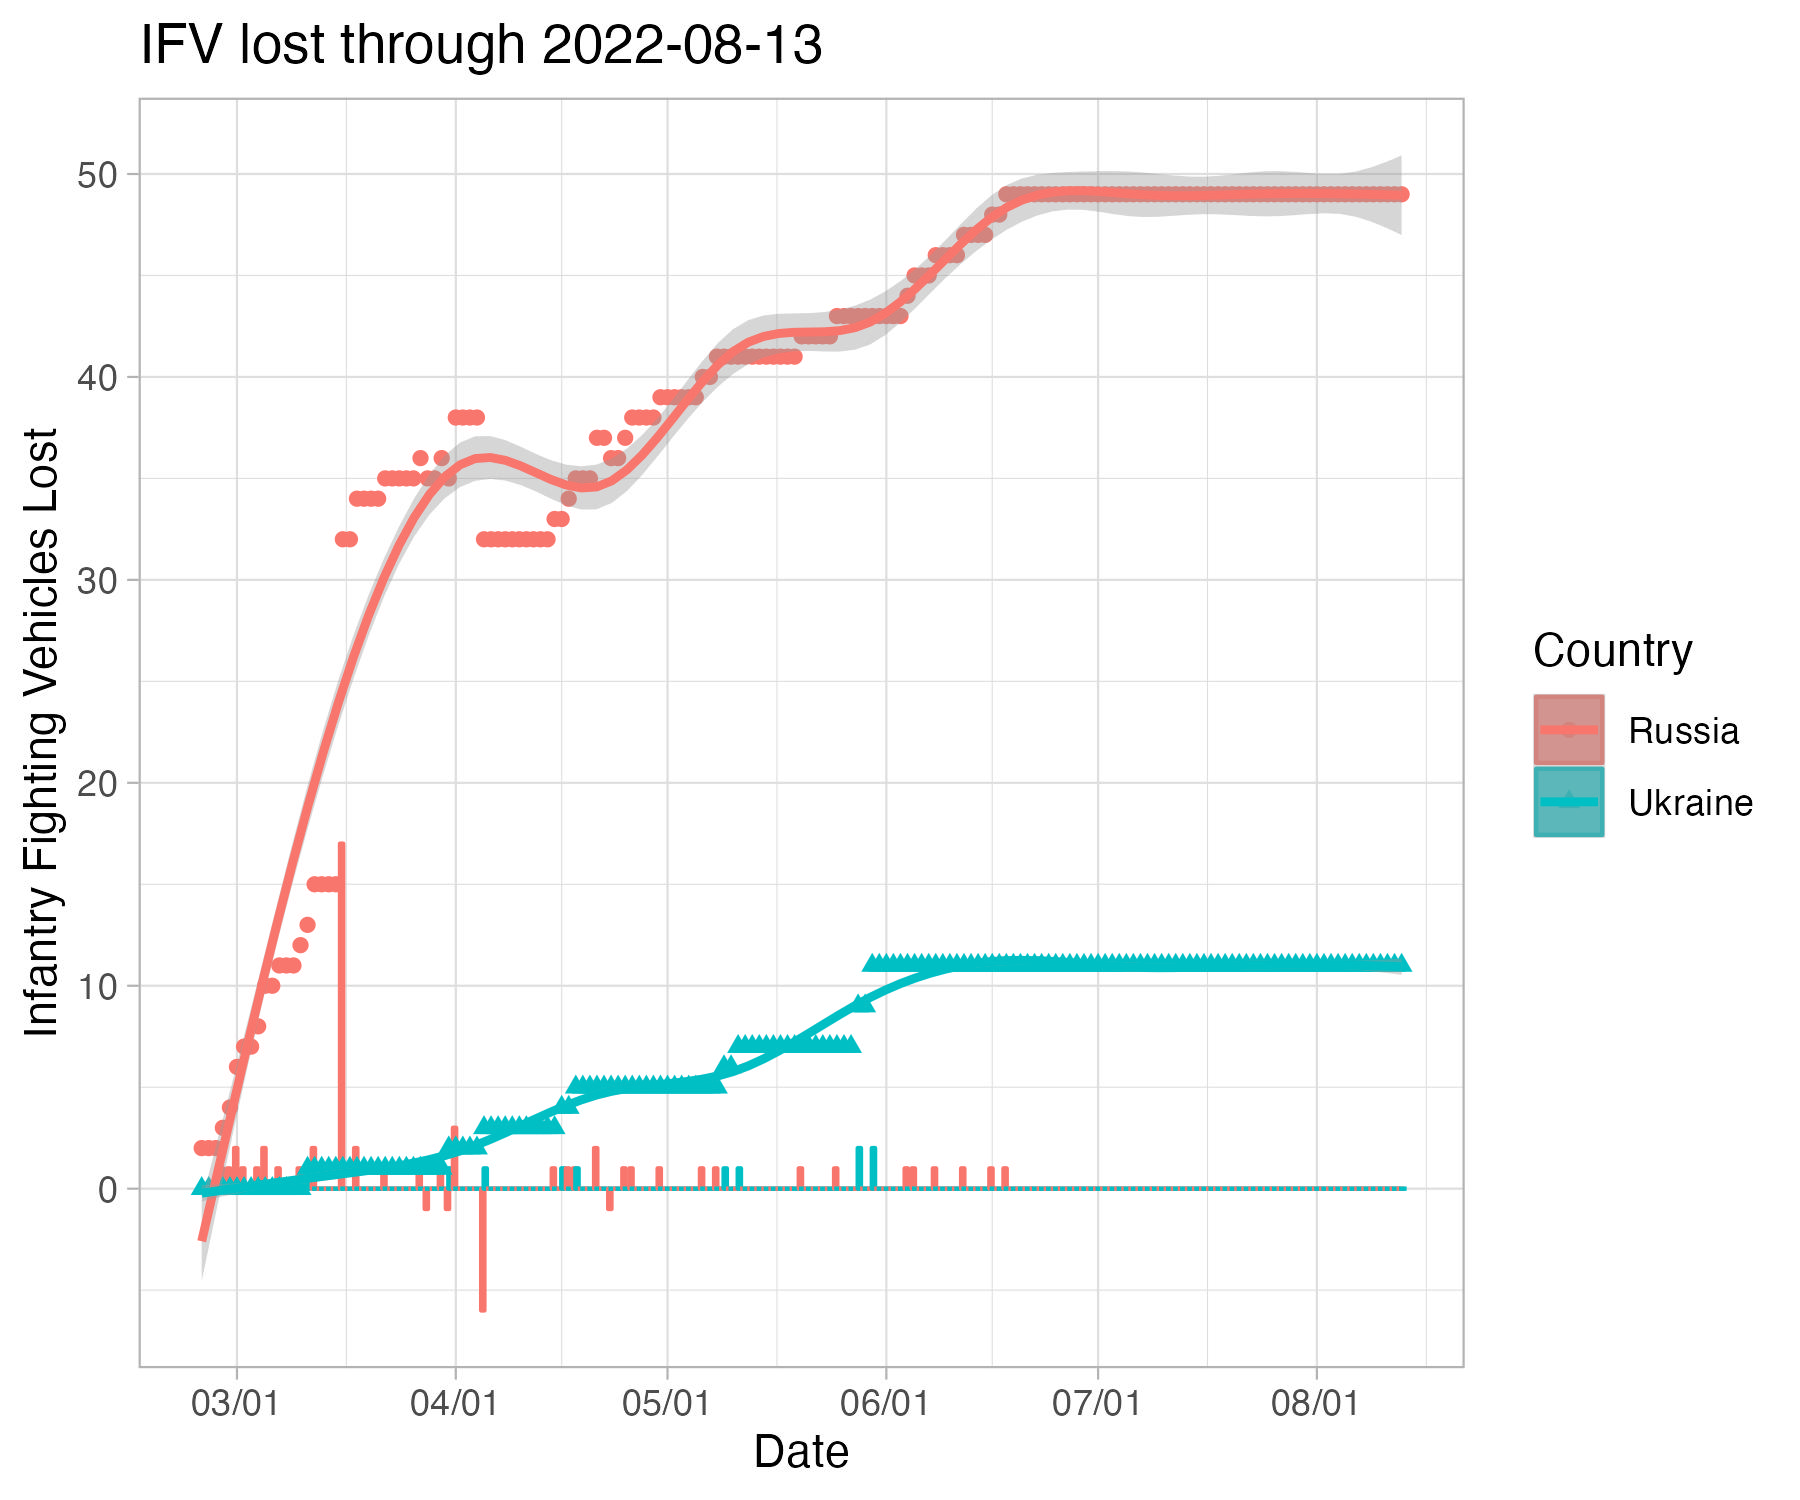 IFV lost through 2022-08-13
Infantry Fighting Vehicles Lost
50
40
30
20
10
0
03/01 04/01 05/01 06/01 07/01 08/01
Date
Country
Russia
Ukraine